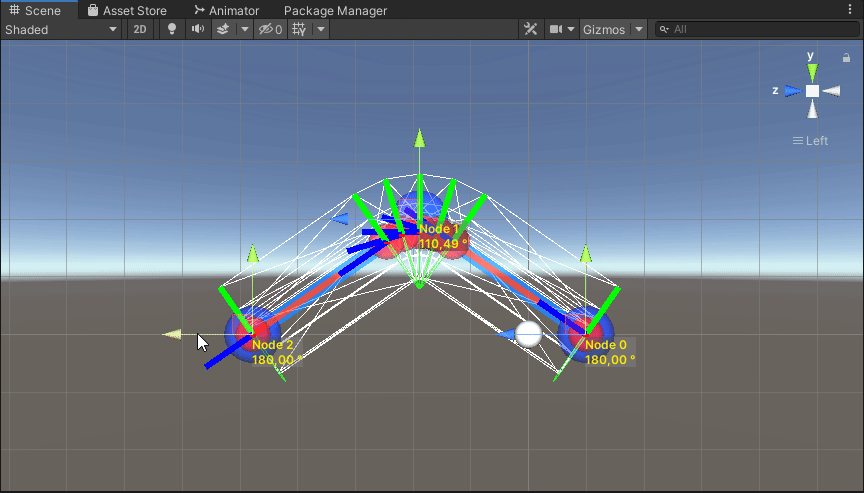 Scene Asset Store Animator Package Manager
Shaded 2D 0 Gizmos All
y
z
Left
Node 1
110,49 °
Node 2 Node 0
180,00 ° 180,00 °